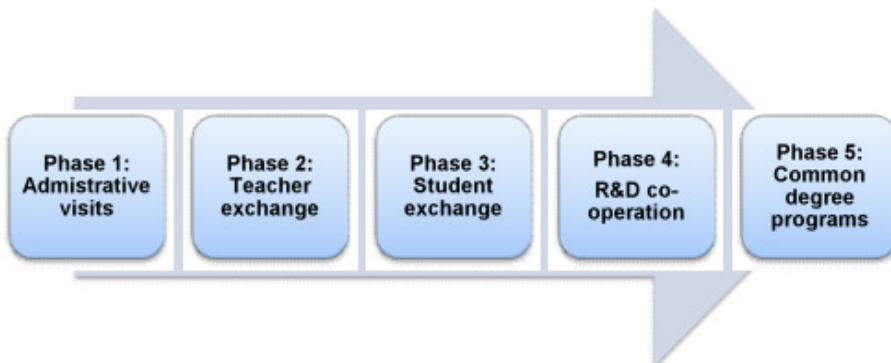 Phase 1:
Admistrative
visits
Phase 2:
Teacher
exchange
Phase 3:
Student
exchange
Phase 4:
R&D co-
operation
Phase 5:
Common
degree
programs